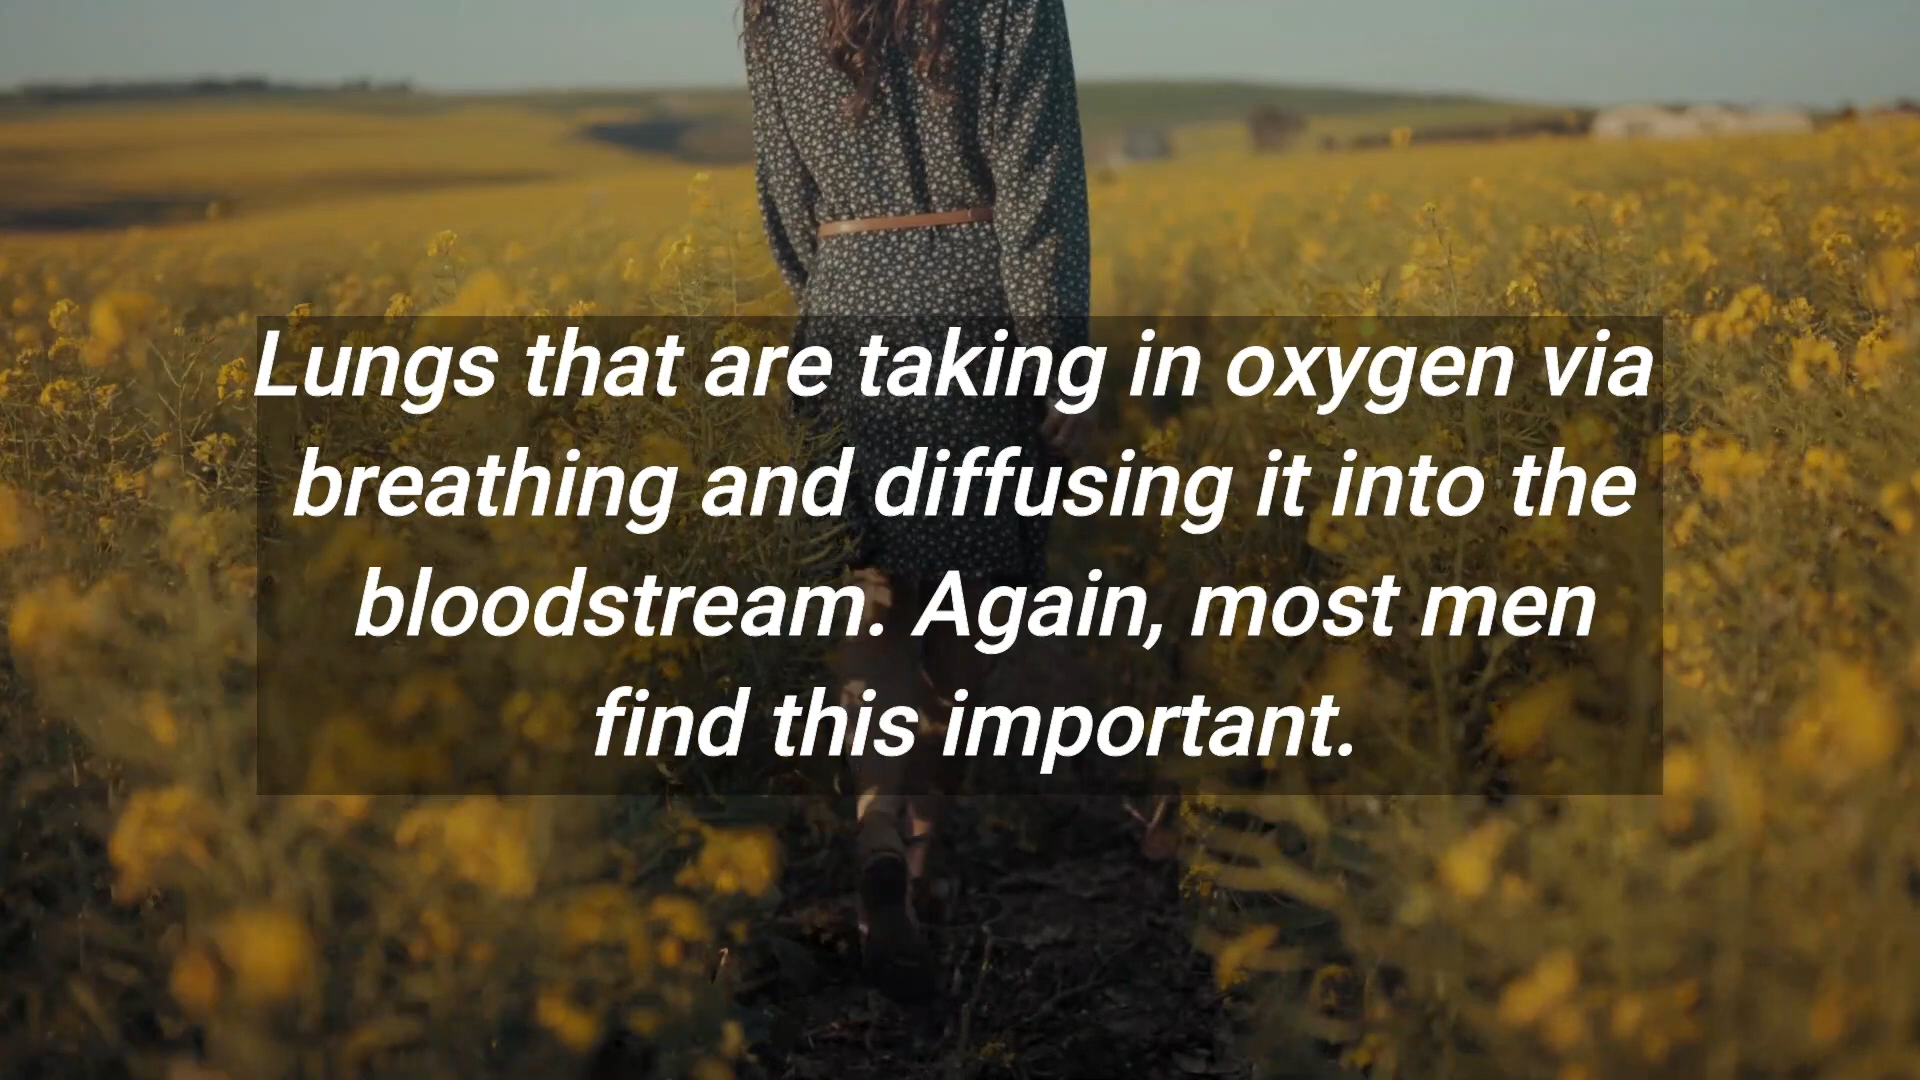 Lungs that are taking in oxygen via
breathing and diffusing it into the
bloodstream. Again, most men
find this important.